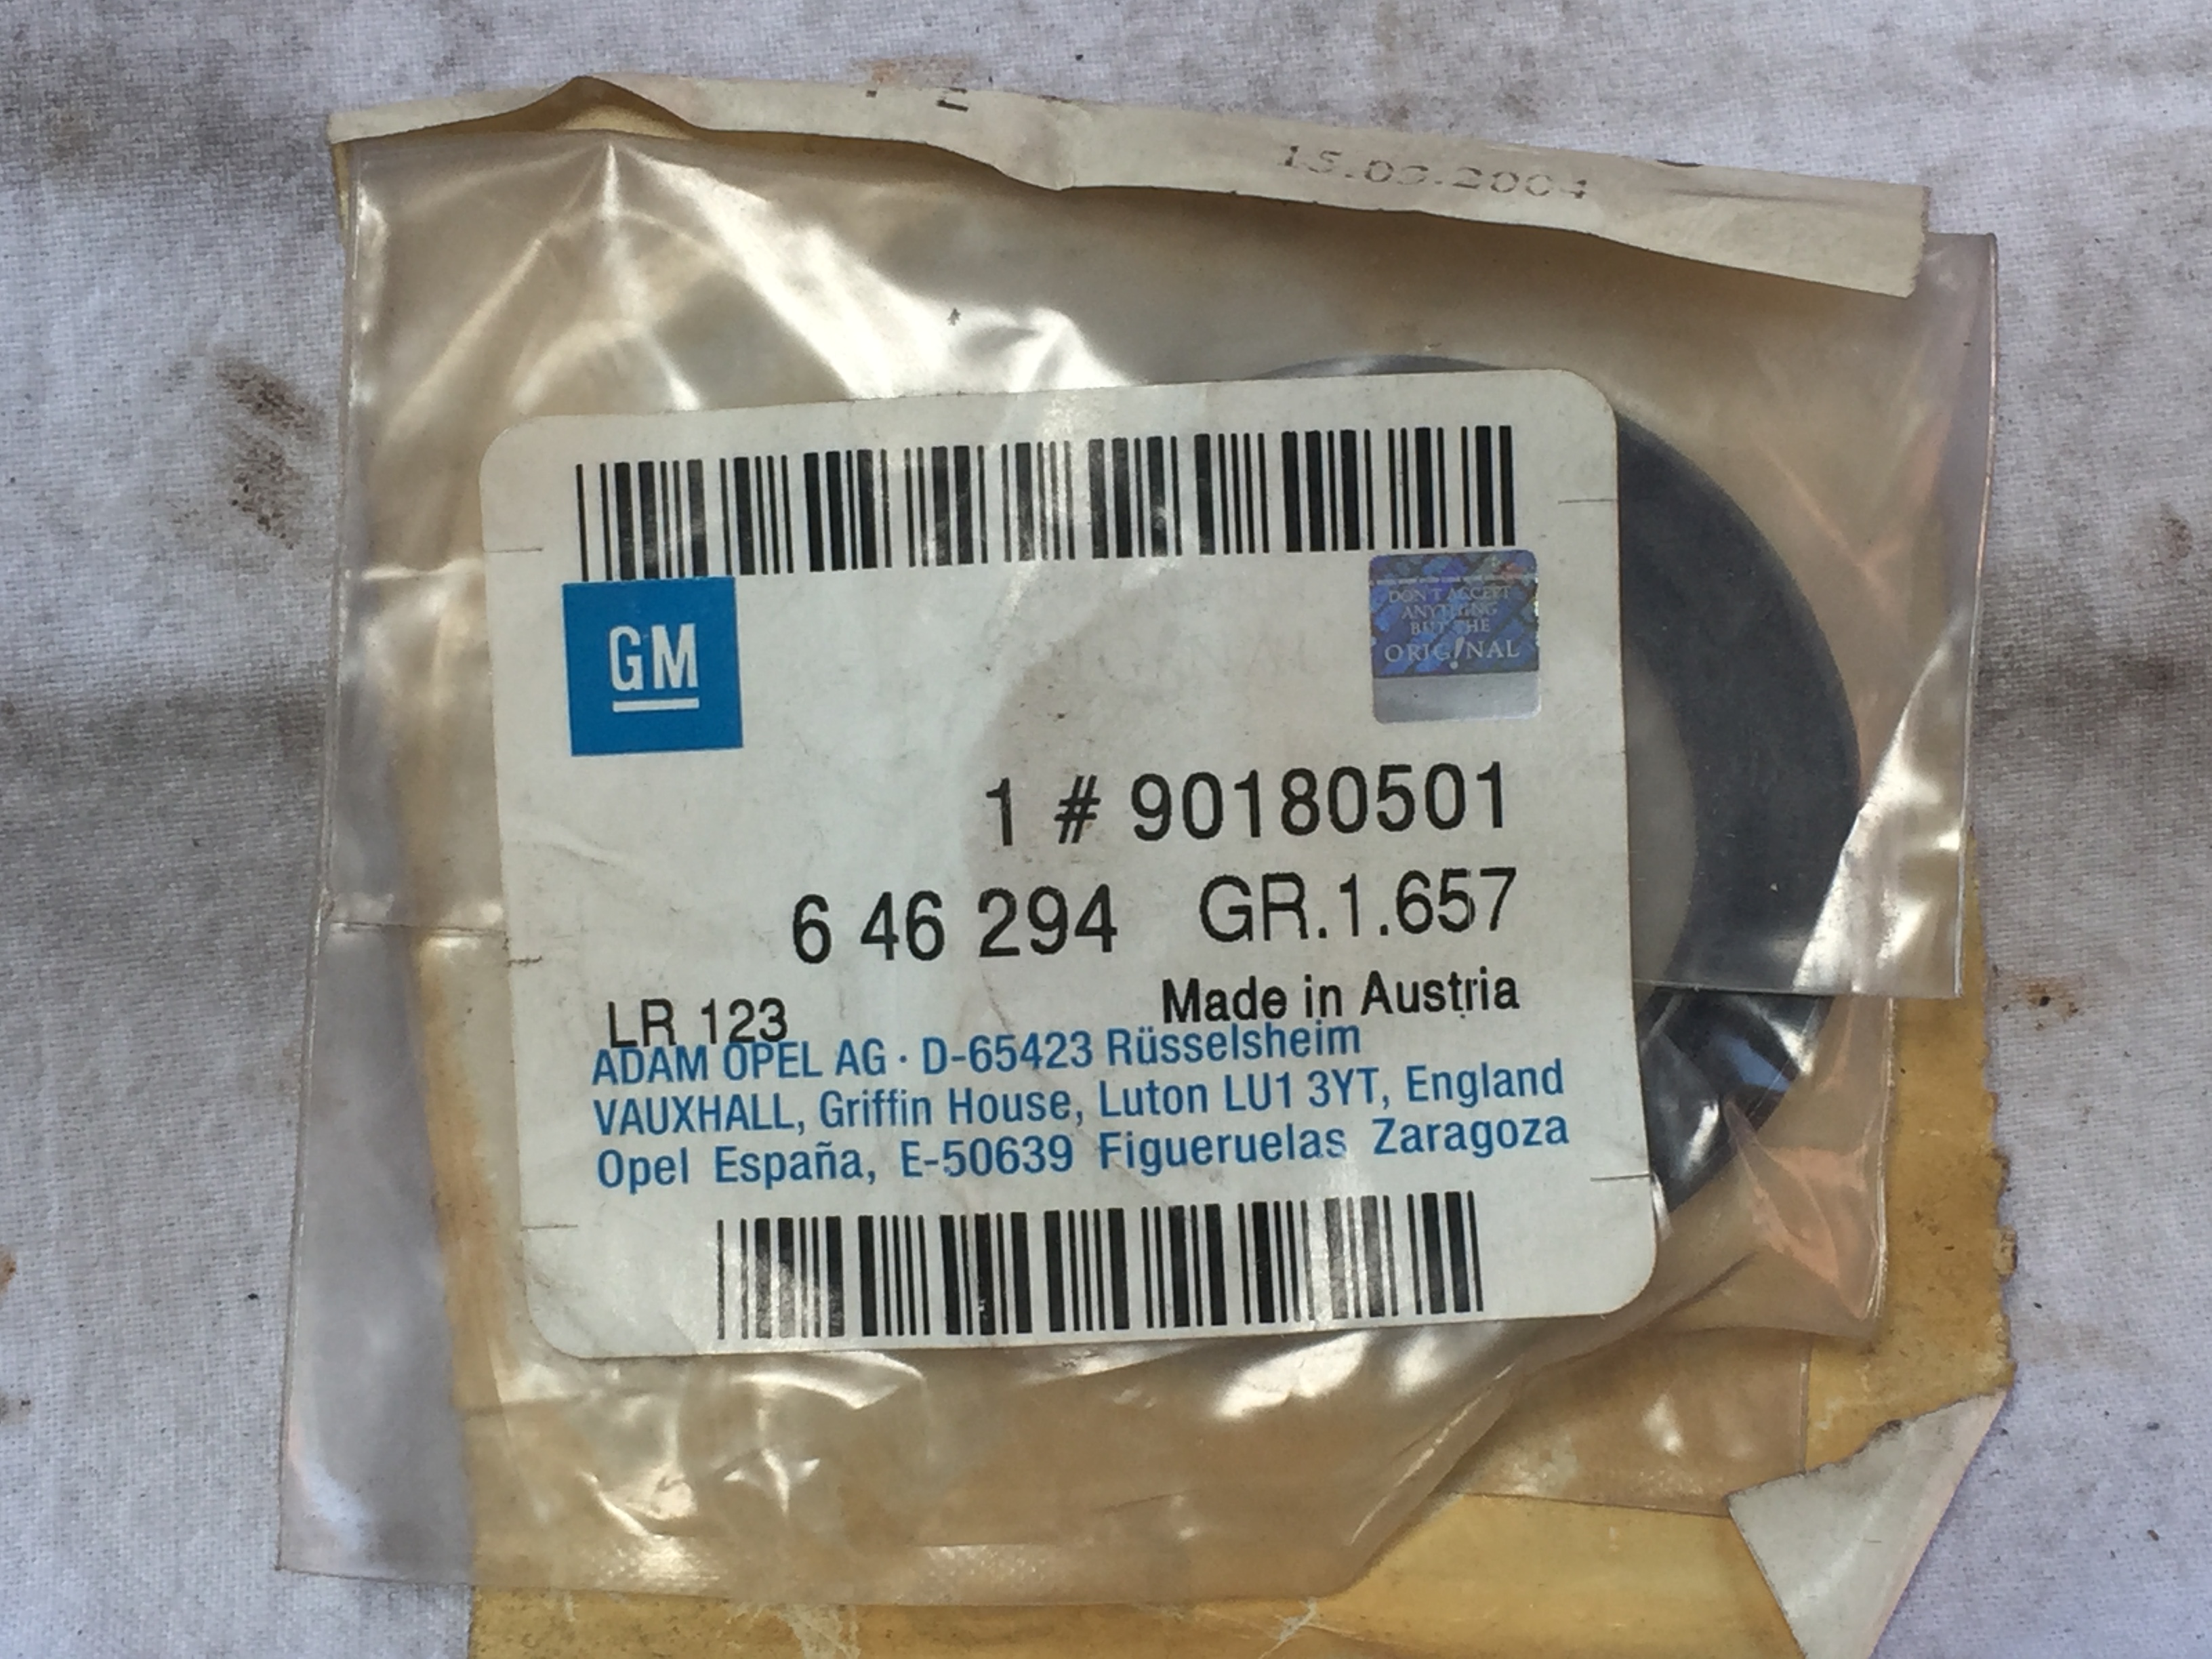 15.09.2004
GM
DON'T ACCEPT
ANYTHING
BUT THE
ORIG!NAL
1 # 90180501
6 46 294 GR.1.657
LR 123 Made in Austria
ADAM OPEL AG · D-65423 Rüsselsheim
VAUXHALL, Griffin House, Luton LU1 3YT, England
Opel España, E-50639 Figueruelas Zaragoza